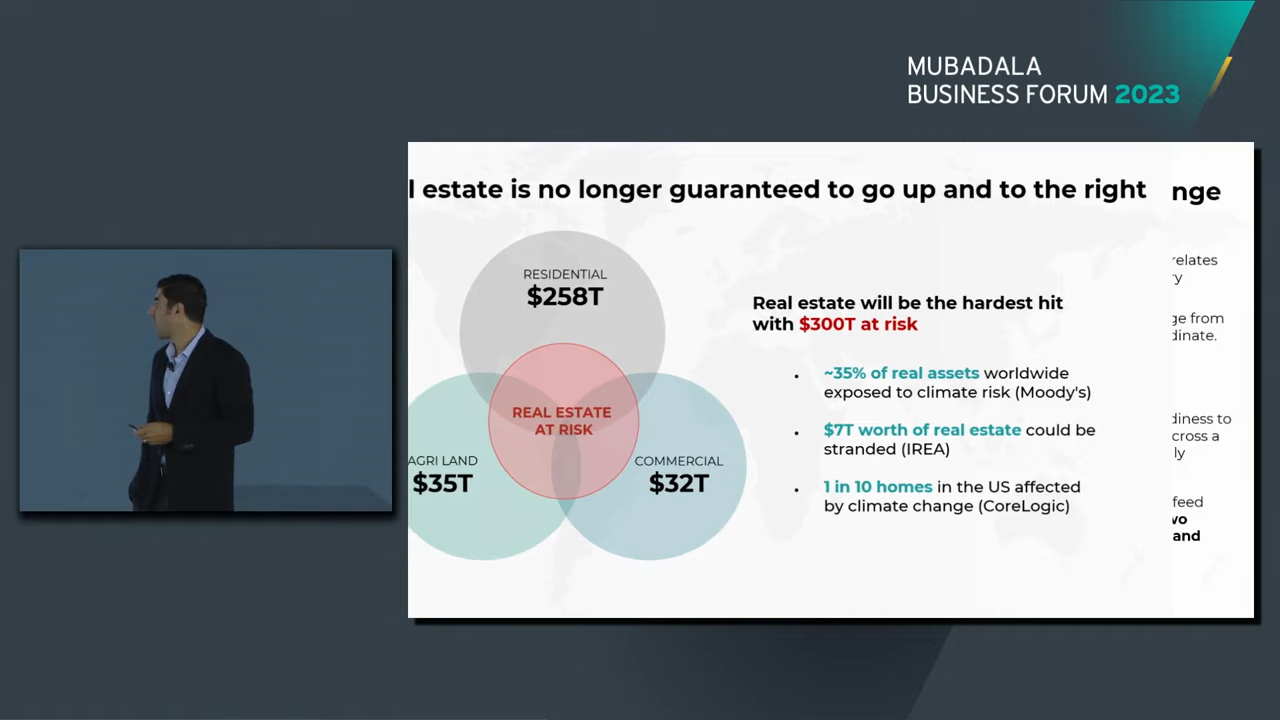 MUBADALA
BUSINESS FORUM 2023
l estate is no longer guaranteed to go up and to the right
nge
RESIDENTIAL
$258T
REAL ESTATE
AT RISK
AGRI LAND
$35T
COMMERCIAL
$32T
Real estate will be the hardest hit
with $300T at risk
~35% of real assets worldwide
exposed to climate risk (Moody's)
$7T worth of real estate could be
stranded (IREA)
1 in 10 homes in the US affected
by climate change (CoreLogic)
relates
ry
ge from
dinate.
diness to
cross a
ly
feed
vo
and